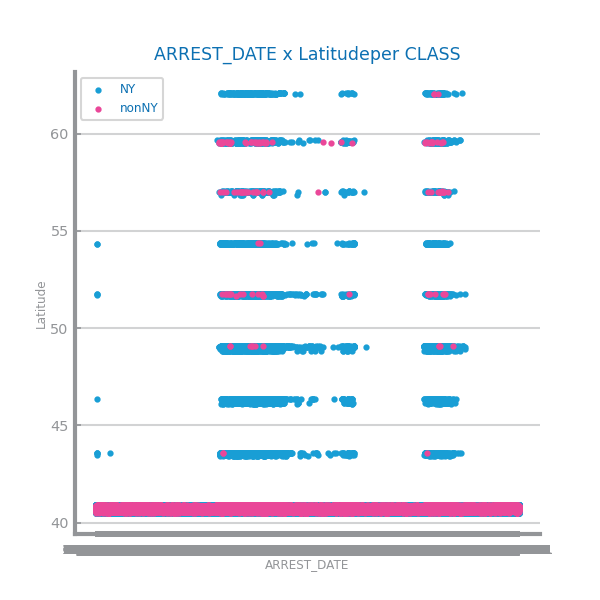 ARREST_DATE x Latitudeper CLASS
NY
nonNY
60
55
50
45
40
Latitude
ARREST_DATE